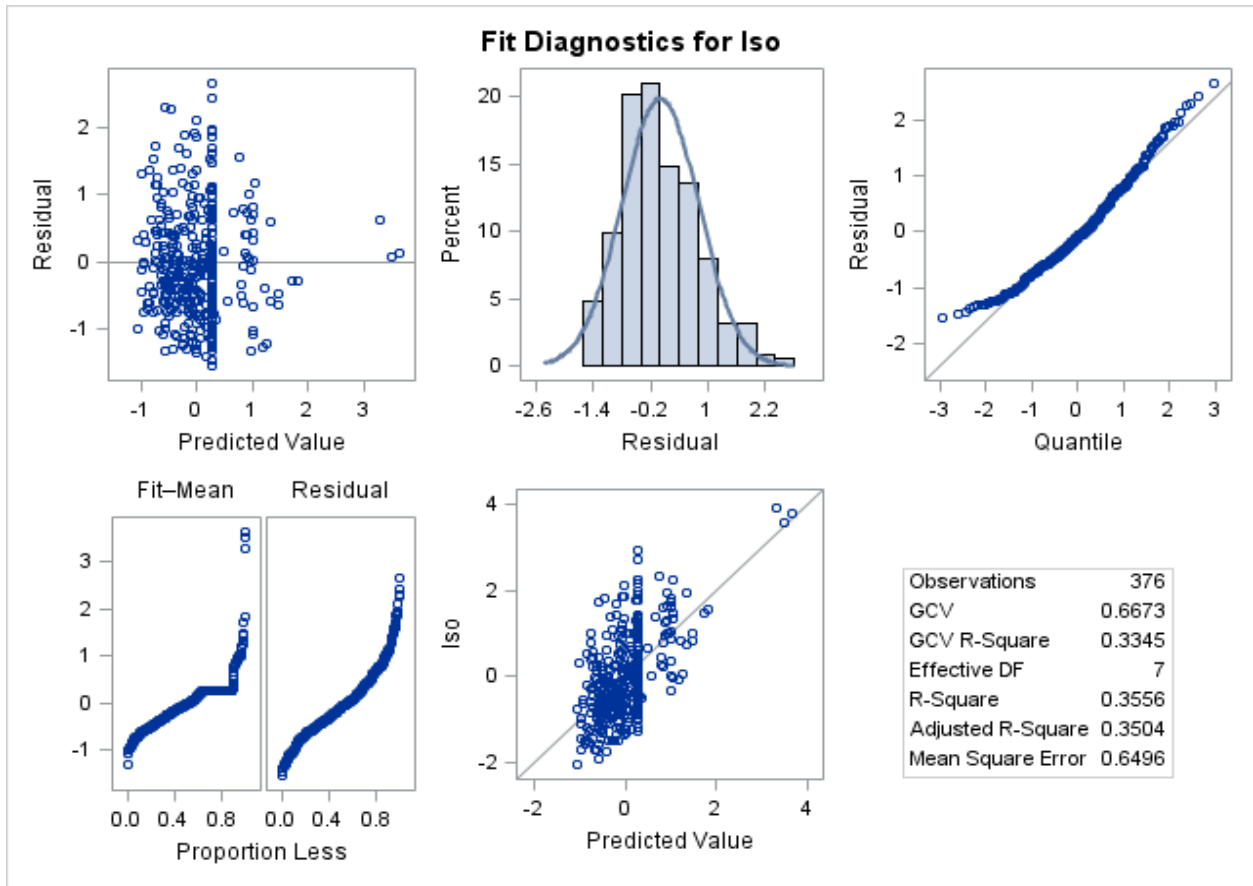 Fit Diagnostics for Iso
Residual
2
1
0
-1
-1 0 1 2 3
Predicted Value
Percent
20
15
10
5
0
-2.6 -1.4 -0.2 1 2.2
Residual
Residual
2
1
0
-1
-2
-3 -2 -1 0 1 2 3
Quantile
Fit–Mean Residual
3
2
1
0
-1
0.0 0.4 0.8 0.0 0.4 0.8
Proportion Less
Iso
4
2
0
-2
-2 0 2 4
Predicted Value
Observations 376
GCV 0.6673
GCV R-Square 0.3345
Effective DF 7
R-Square 0.3556
Adjusted R-Square 0.3504
Mean Square Error 0.6496